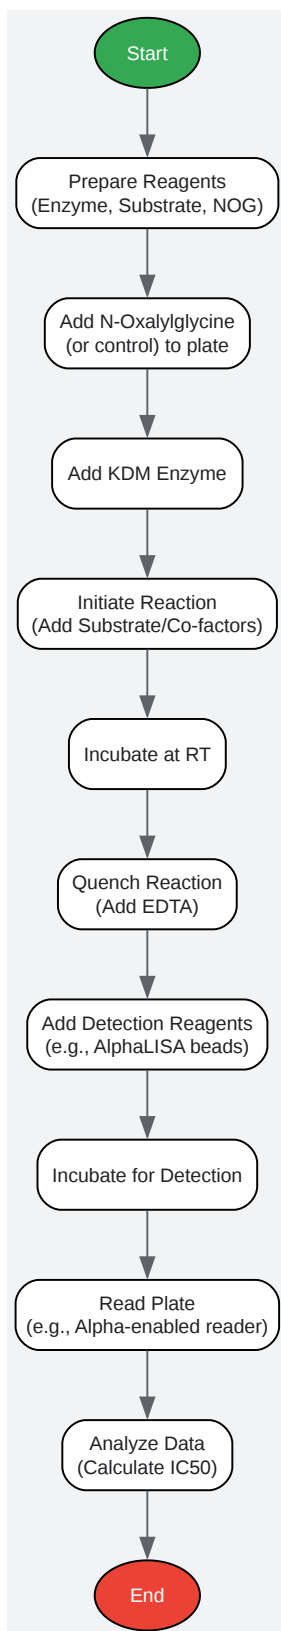 Start
Prepare Reagents
(Enzyme, Substrate, NOG)
Add N-Oxalylglycine
(or control) to plate
Add KDM Enzyme
Initiate Reaction
(Add Substrate/Co-factors)
Incubate at RT
Quench Reaction
(Add EDTA)
Add Detection Reagents
(e.g., AlphaLISA beads)
Incubate for Detection
Read Plate
(e.g., Alpha-enabled reader)
Analyze Data
(Calculate IC50)
End